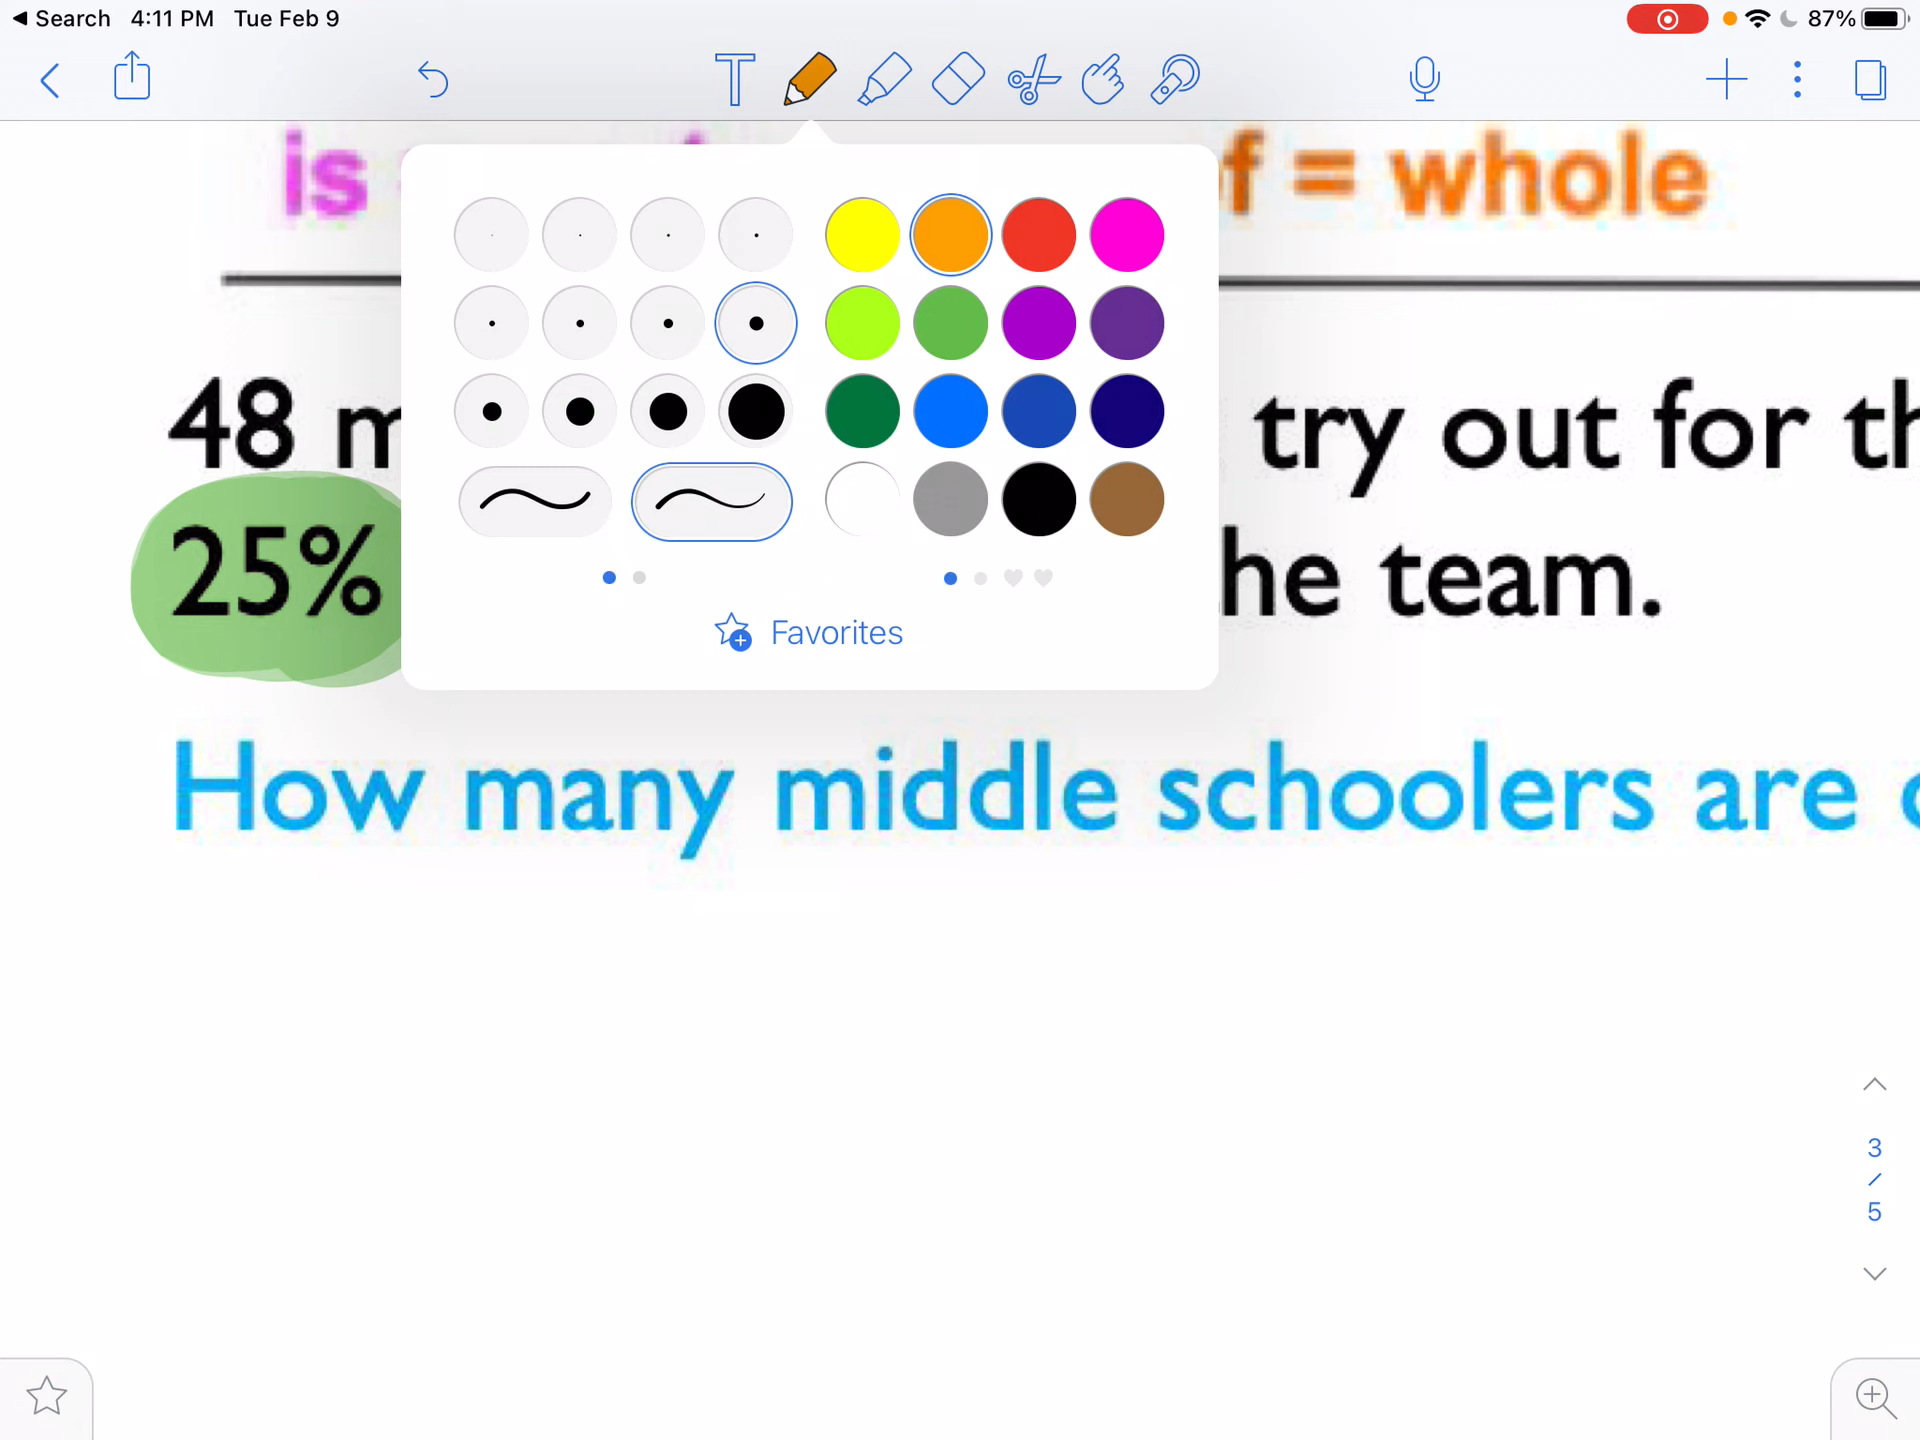 Search 4:11 PM Tue Feb 9 87%
T
is f = whole
48 m try out for th
25% he team.
Favorites
How many middle schoolers are
3
/
5